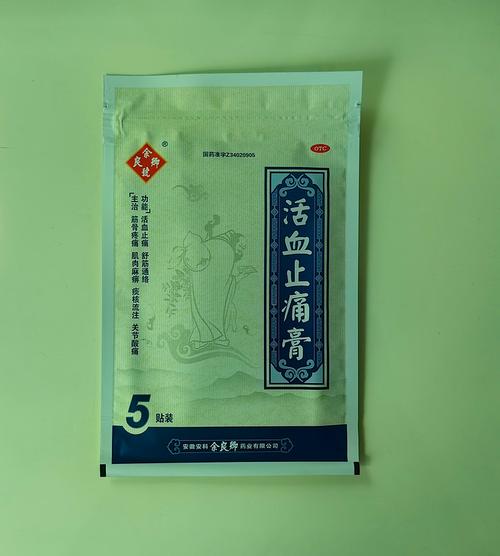 余良卿號
®
国药准字Z34020905
OTC
活血止痛膏
功能 活血止痛 舒筋通络
主治 筋骨疼痛 肌肉麻痹 痰核流注 关节酸痛
5贴装
安徽安科余良卿药业有限公司